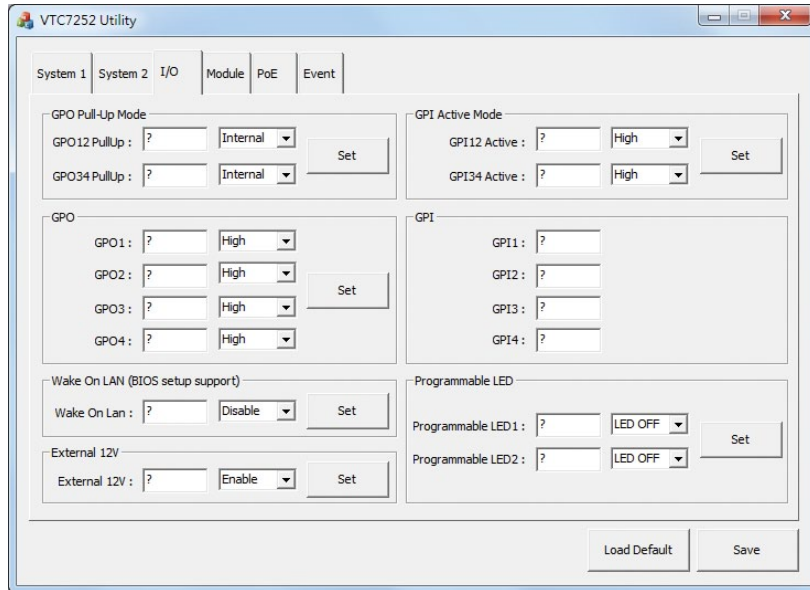 VTC7252 Utility
System 1 System 2 I/O Module PoE Event
GPO Pull-Up Mode
GPO12 PullUp : ? Internal
GPO34 PullUp : ? Internal
Set
GPI Active Mode
GPI12 Active : ? High
GPI34 Active : ? High
Set
GPO
GPO1 : ? High
GPO2 : ? High
GPO3 : ? High
GPO4 : ? High
Set
GPI
GPI1 : ?
GPI2 : ?
GPI3 : ?
GPI4 : ?
Wake On LAN (BIOS setup support)
Wake On Lan : ? Disable Set
External 12V
External 12V : ? Enable Set
Programmable LED
Programmable LED1 : ? LED OFF
Programmable LED2 : ? LED OFF
Set
Load Default Save